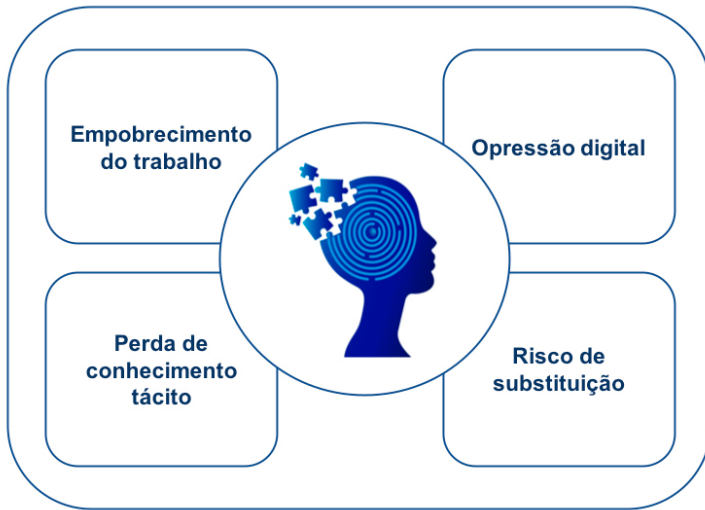 Empobrecimento
do trabalho
Opressão digital
Perda de
conhecimento
tácito
Risco de
substituição